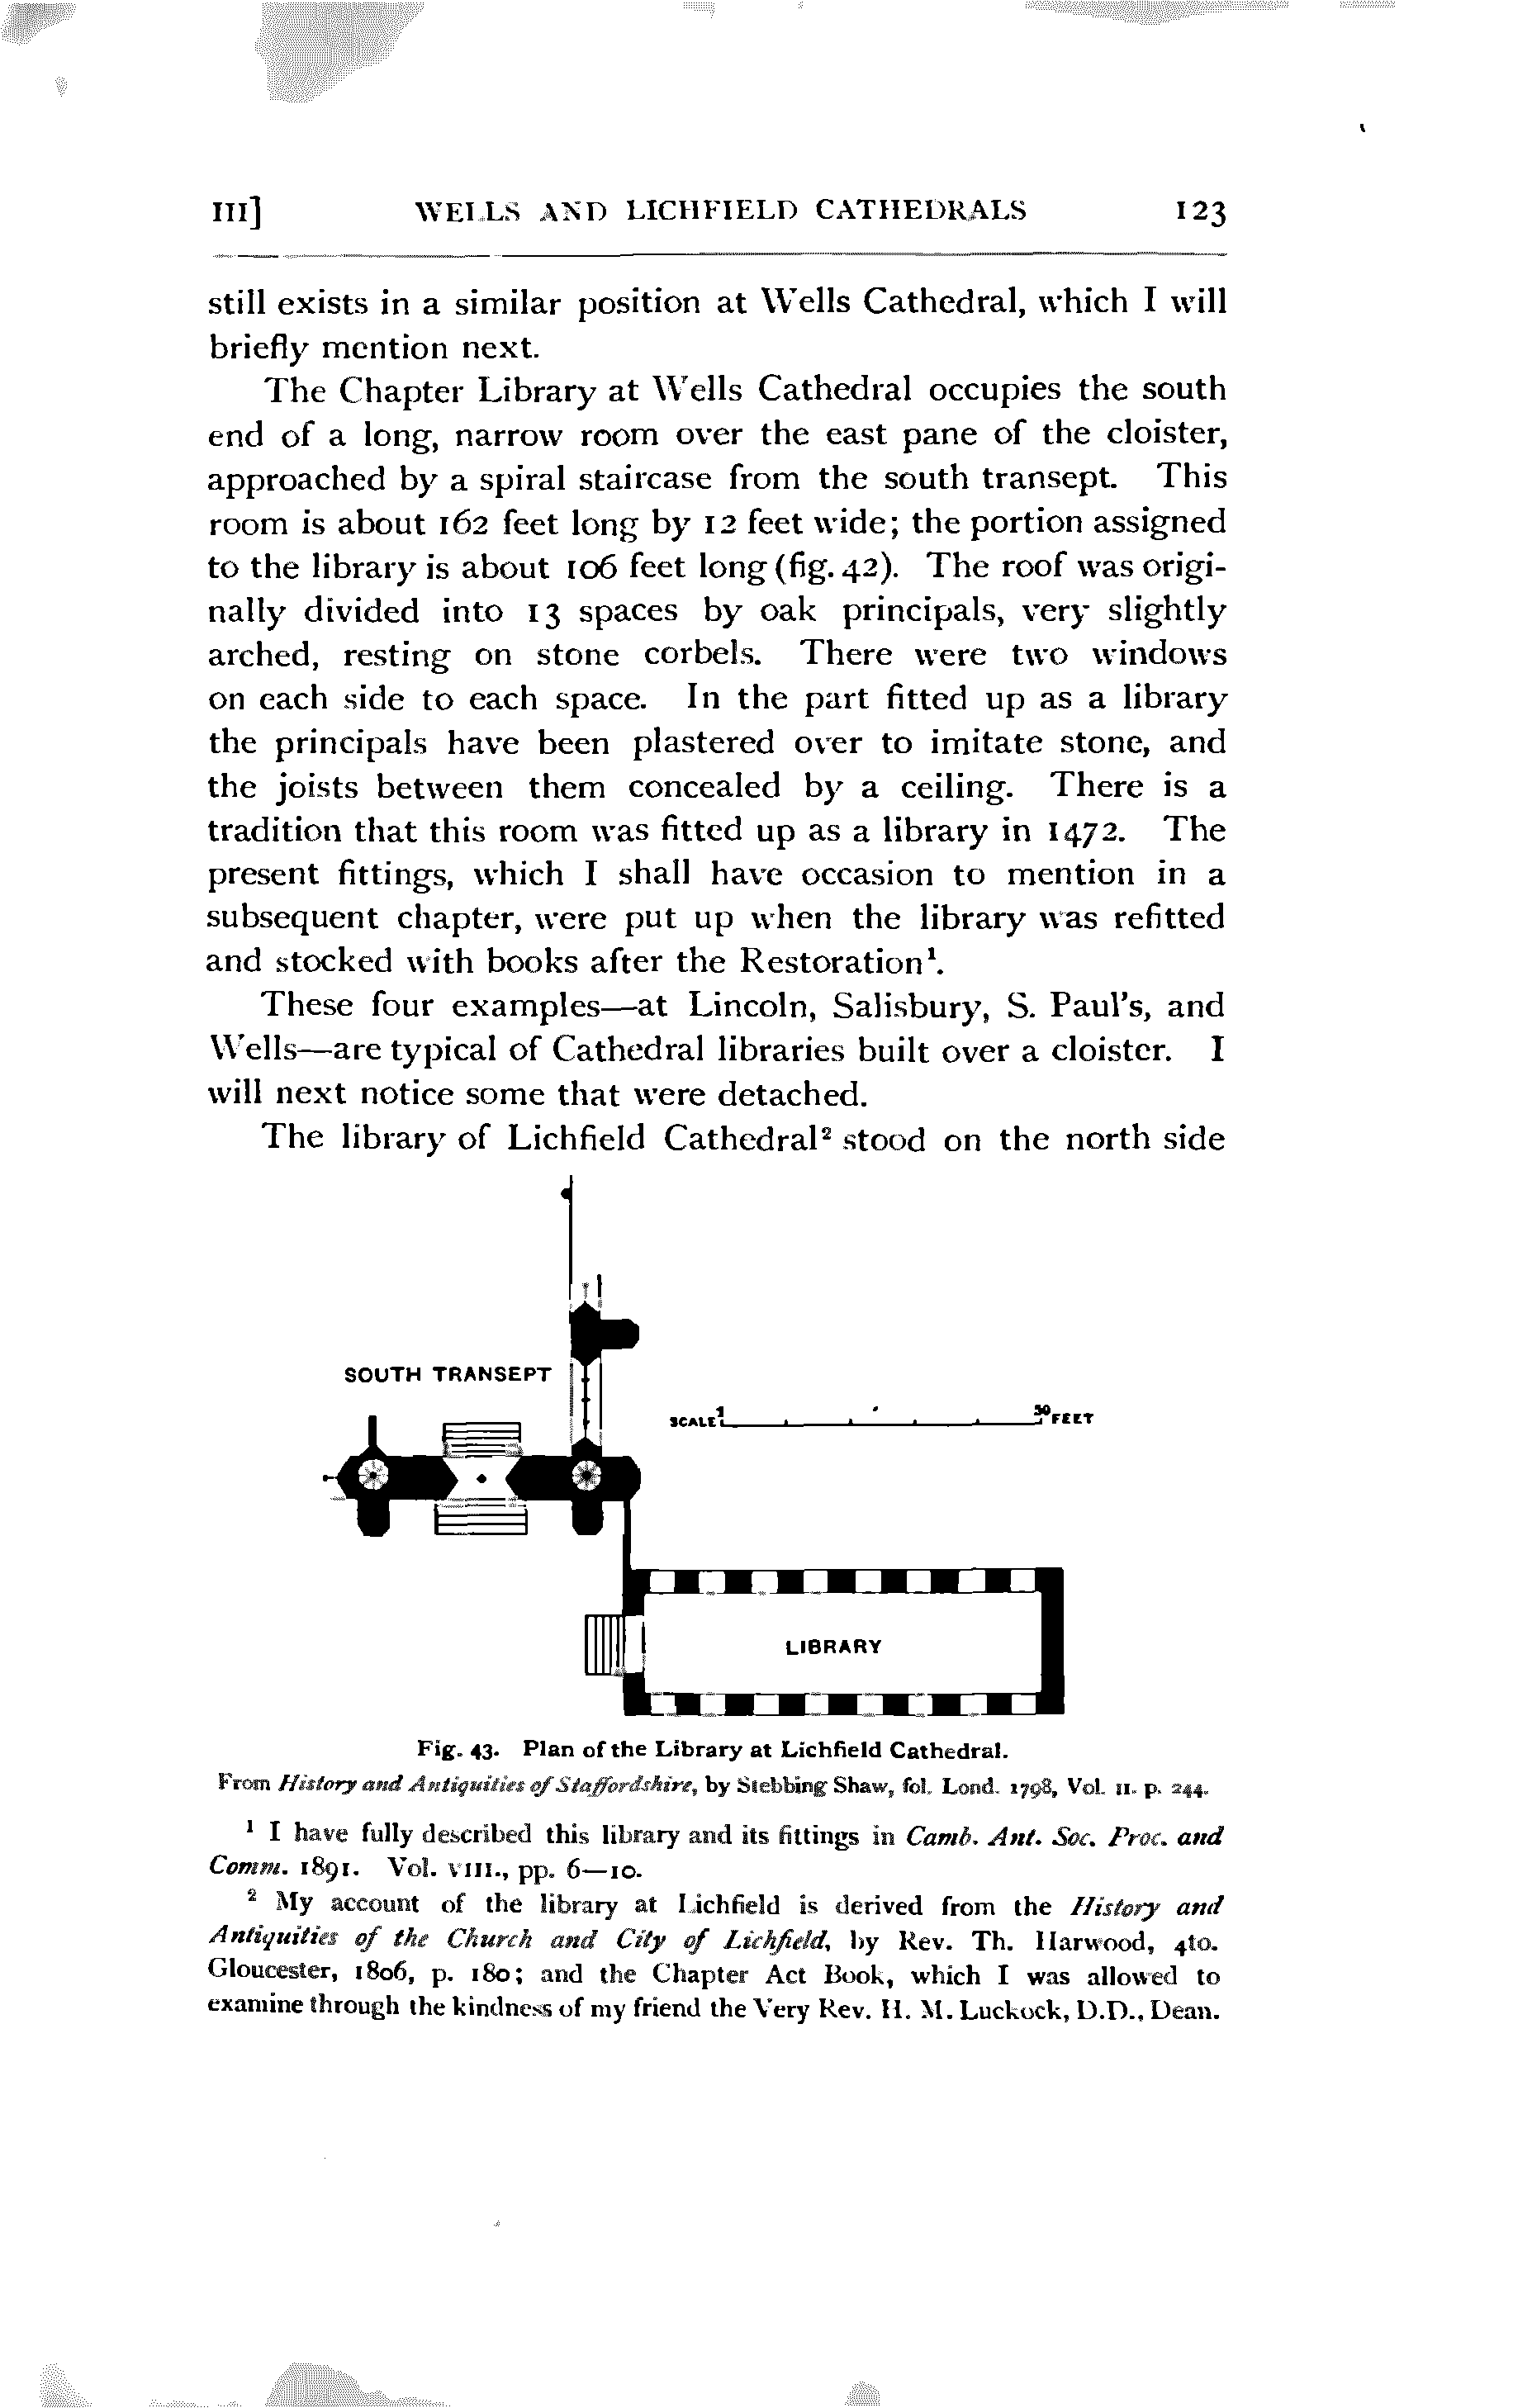 III] WELLS AND LICHFIELD CATHEDRALS 123
still exists in a similar position at Wells Cathedral, which I will
briefly mention next.
The Chapter Library at Wells Cathedral occupies the south
end of a long, narrow room over the east pane of the cloister,
approached by a spiral staircase from the south transept. This
room is about 162 feet long by 12 feet wide; the portion assigned
to the library is about 106 feet long (fig. 42). The roof was origi-
nally divided into 13 spaces by oak principals, very slightly
arched, resting on stone corbels. There were two windows
on each side to each space. In the part fitted up as a library
the principals have been plastered over to imitate stone, and
the joists between them concealed by a ceiling. There is a
tradition that this room was fitted up as a library in 1472. The
present fittings, which I shall have occasion to mention in a
subsequent chapter, were put up when the library was refitted
and stocked with books after the Restoration¹.
These four examples—at Lincoln, Salisbury, S. Paul's, and
Wells—are typical of Cathedral libraries built over a cloister. I
will next notice some that were detached.
The library of Lichfield Cathedral² stood on the north side
SOUTH TRANSEPT
SCALE 1 50 FEET
LIBRARY
Fig. 43. Plan of the Library at Lichfield Cathedral.
From History and Antiquities of Staffordshire, by Stebbing Shaw, fol. Lond. 1798, Vol. II. p. 244.
¹ I have fully described this library and its fittings in Camb. Ant. Soc. Proc. and
Comm. 1891. Vol. VIII., pp. 6—10.
² My account of the library at Lichfield is derived from the History and
Antiquities of the Church and City of Lichfield, by Rev. Th. Harwood, 4to.
Gloucester, 1806, p. 180; and the Chapter Act Book, which I was allowed to
examine through the kindness of my friend the Very Rev. H. M. Luckock, D.D., Dean.